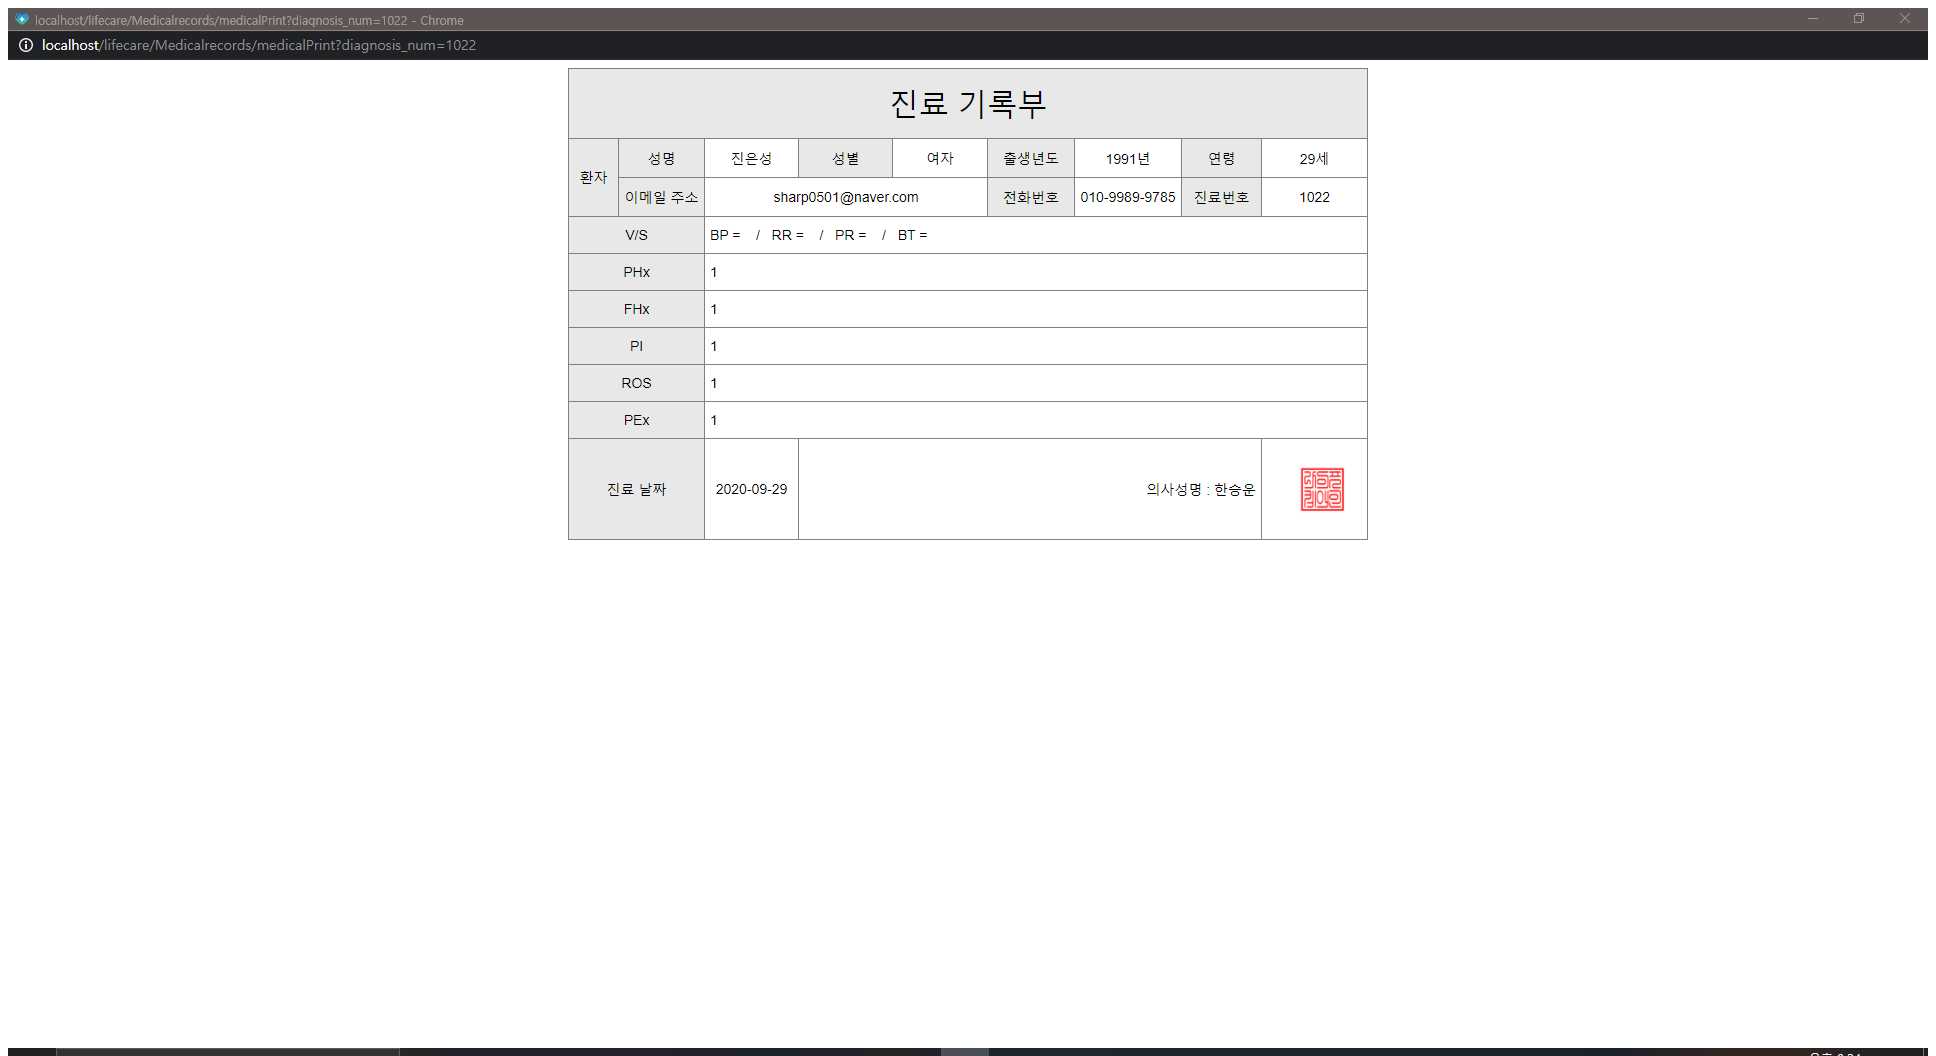 localhost/lifecare/Medicalrecords/medicalPrint?diagnosis_num=1022 - Chrome
localhost/lifecare/Medicalrecords/medicalPrint?diagnosis_num=1022
진료 기록부
환자 성명 진은성 성별 여자 출생년도 1991년 연령 29세
이메일 주소 sharp0501@naver.com 전화번호 010-9989-9785 진료번호 1022
V/S BP = / RR = / PR = / BT =
PHx 1
FHx 1
PI 1
ROS 1
PEx 1
진료 날짜 2020-09-29 의사성명 : 한승운